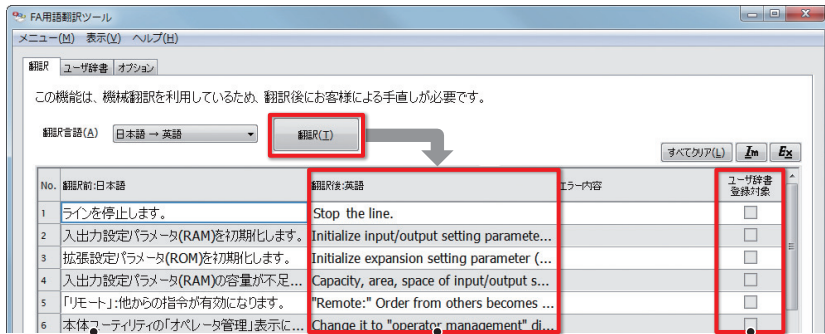 FA用語翻訳ツール
メニュー(M) 表示(V) ヘルプ(H)
翻訳 ユーザ辞書 オプション
この機能は、機械翻訳を利用しているため、翻訳後にお客様による手直しが必要です。
翻訳言語(A) 日本語 → 英語 翻訳(T)
すべてクリア(L) Im Ex
No. 翻訳前:日本語 翻訳後:英語 エラー内容 ユーザ辞書
登録対象
1 ラインを停止します。 Stop the line.
2 入出力設定パラメータ(RAM)を初期化します。 Initialize input/output setting paramete...
3 拡張設定パラメータ(ROM)を初期化します。 Initialize expansion setting parameter (...
4 入出力設定パラメータ(RAM)の容量が不足... Capacity, area, space of input/output s...
5 「リモート」:他からの指令が有効になります。 "Remote:" Order from others becomes ...
6 本体ユーティリティの「オペレータ管理」表示に... Change it to "operator management" di...